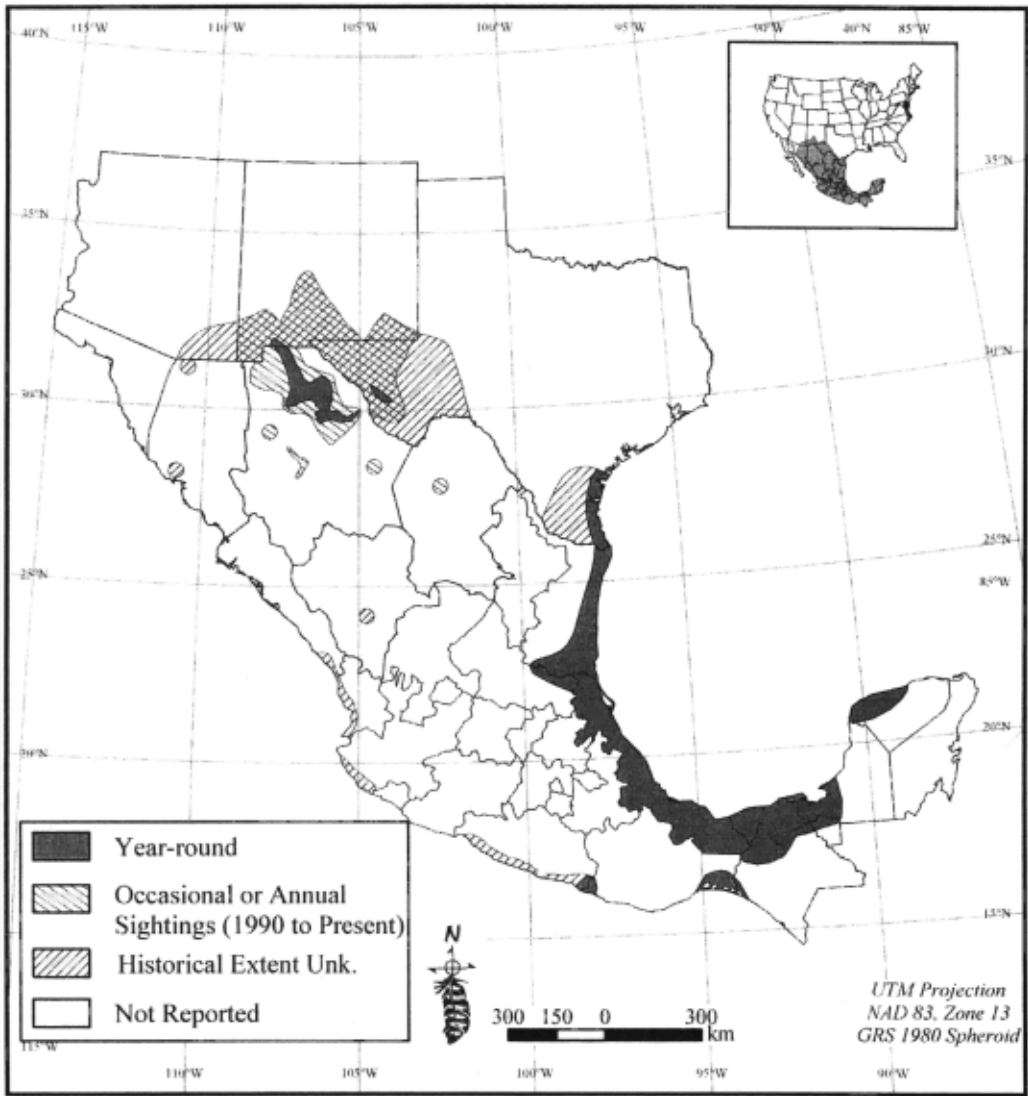 115°W 110°W 105°W 100°W 95°W 90°W 40°N 85°W
40°N
35°N
35°N
30°N
30°N
25°N
25°N
85°W
20°N
20°N
Year-round
Occasional or Annual
Sightings (1990 to Present)
Historical Extent Unk.
Not Reported
15°N
N
300 150 0 300
km
UTM Projection
NAD 83, Zone 13
GRS 1980 Spheroid
115°W
110°W 105°W 100°W 95°W 90°W